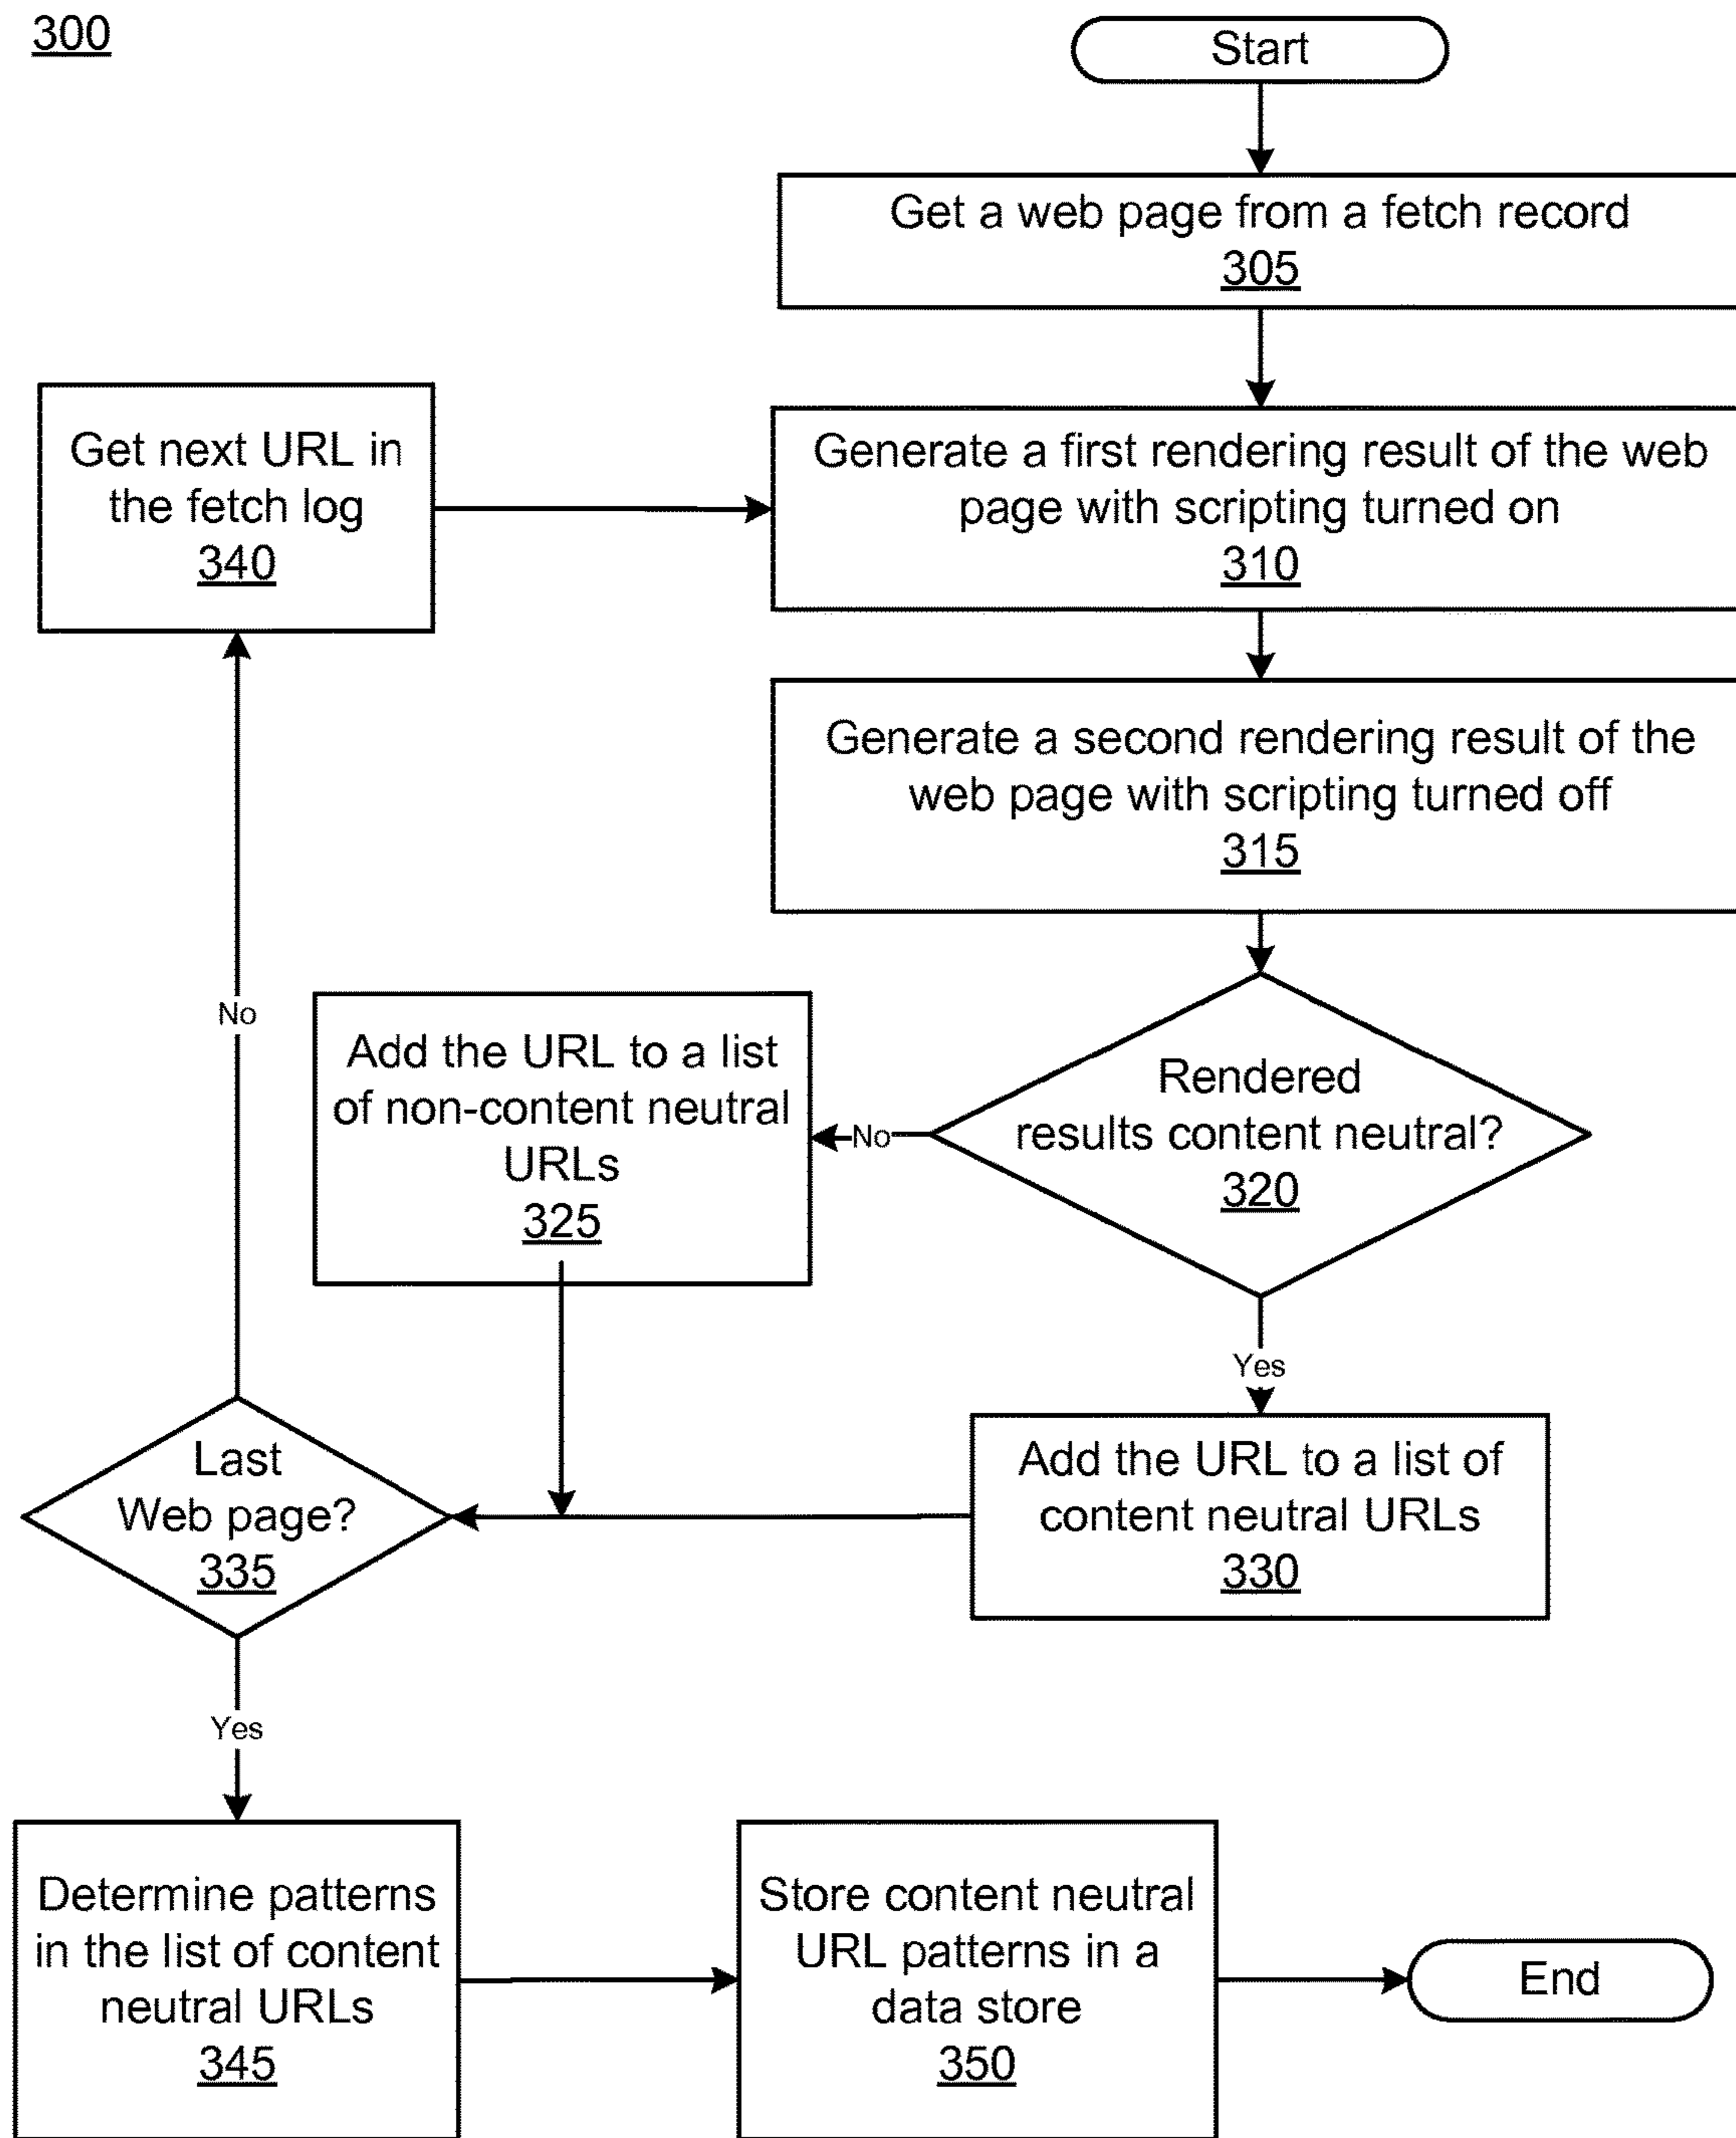 300
Start
Get a web page from a fetch record
305
Get next URL in
the fetch log
340
Generate a first rendering result of the web
page with scripting turned on
310
Generate a second rendering result of the
web page with scripting turned off
315
No
Add the URL to a list
of non-content neutral
URLs
325
No
Rendered
results content neutral?
320
Yes
Last
Web page?
335
Add the URL to a list of
content neutral URLs
330
Yes
Determine patterns
in the list of content
neutral URLs
345
Store content neutral
URL patterns in a
data store
350
End